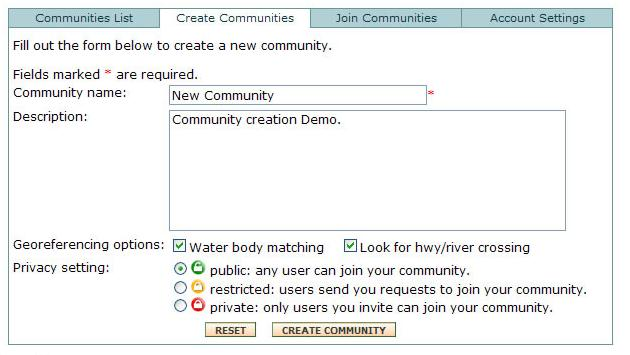 Communities List Create Communities Join Communities Account Settings
Fill out the form below to create a new community.
Fields marked * are required.
Community name: New Community *
Description: Community creation Demo.
Georeferencing options: Water body matching Look for hwy/river crossing
Privacy setting: public: any user can join your community.
restricted: users send you requests to join your community.
private: only users you invite can join your community.
RESET CREATE COMMUNITY